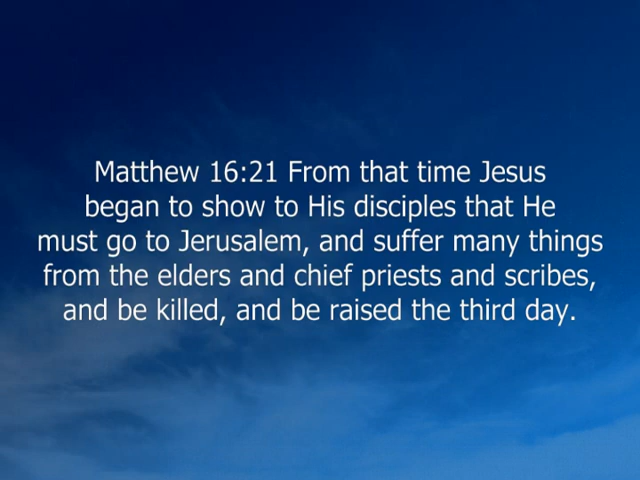 Matthew 16:21 From that time Jesus
began to show to His disciples that He
must go to Jerusalem, and suffer many things
from the elders and chief priests and scribes,
and be killed, and be raised the third day.